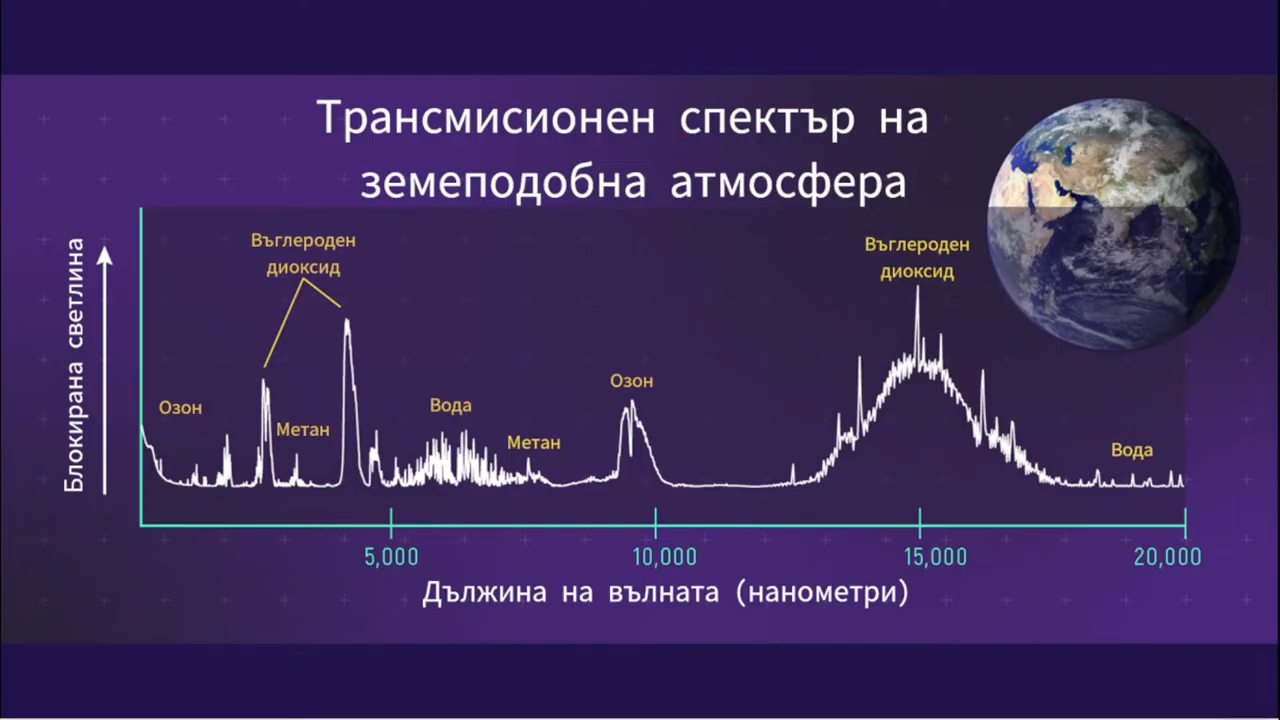 Трансмисионен спектър на
земеподобна атмосфера
Блокирана светлина
Въглероден
диоксид
Озон
Метан
Вода
Метан
Озон
Въглероден
диоксид
Вода
5,000
10,000
15,000
20,000
Дължина на вълната (нанометри)